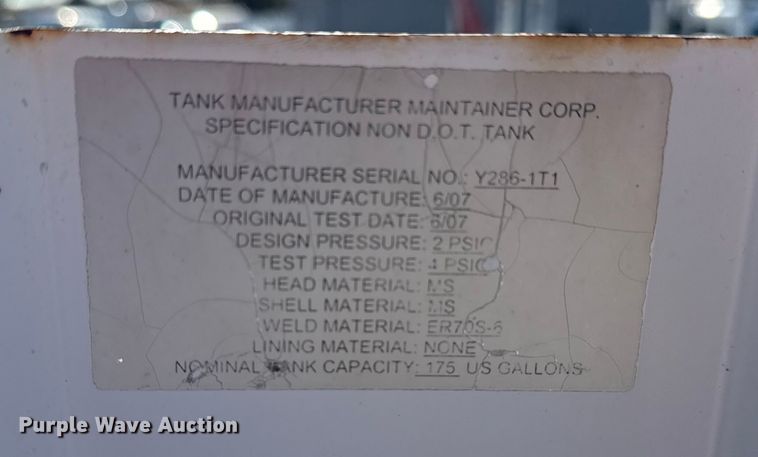 TANK MANUFACTURER MAINTAINER CORP.
SPECIFICATION NON D.O.T. TANK
MANUFACTURER SERIAL NO.: Y286-1T1
DATE OF MANUFACTURE: 6/07
ORIGINAL TEST DATE: 6/07
DESIGN PRESSURE: 2 PSIG
TEST PRESSURE: 4 PSIG
HEAD MATERIAL: MS
SHELL MATERIAL: MS
WELD MATERIAL: ER70S-6
LINING MATERIAL: NONE
NOMINAL TANK CAPACITY: 175 US GALLONS
Purple Wave Auction